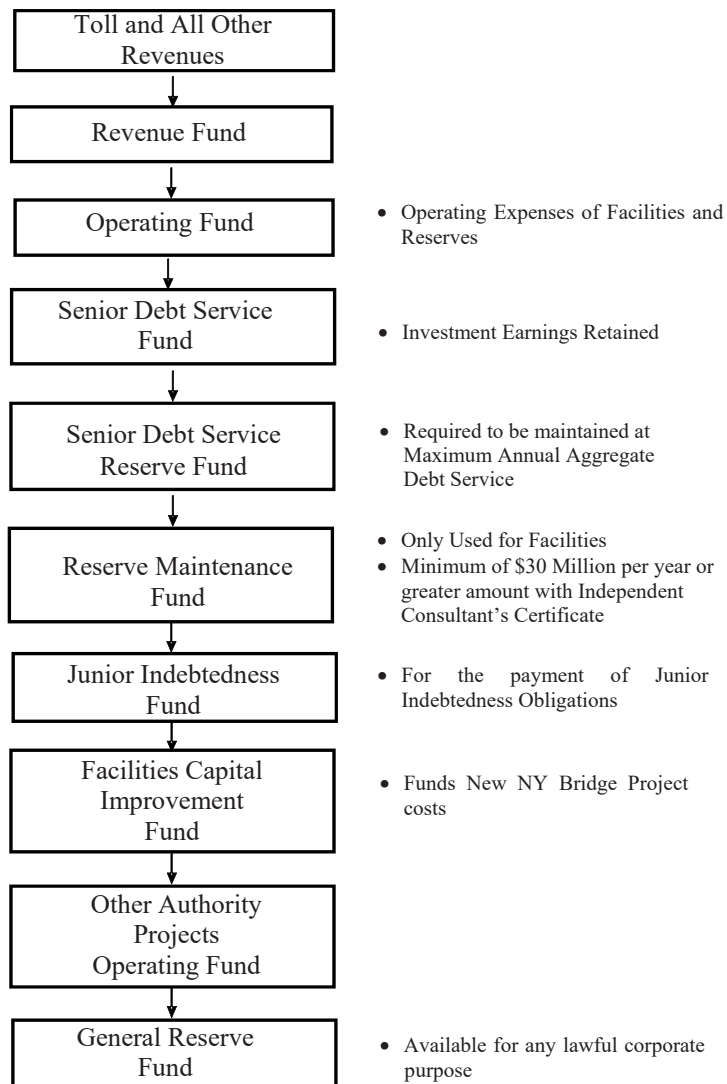 Toll and All Other
Revenues
Revenue Fund
Operating Fund
• Operating Expenses of Facilities and
Reserves
Senior Debt Service
Fund
• Investment Earnings Retained
Senior Debt Service
Reserve Fund
• Required to be maintained at
Maximum Annual Aggregate
Debt Service
Reserve Maintenance
Fund
• Only Used for Facilities
• Minimum of $30 Million per year or
greater amount with Independent
Consultant’s Certificate
Junior Indebtedness
Fund
• For the payment of Junior
Indebtedness Obligations
Facilities Capital
Improvement
Fund
• Funds New NY Bridge Project
costs
Other Authority
Projects
Operating Fund
General Reserve
Fund
• Available for any lawful corporate
purpose